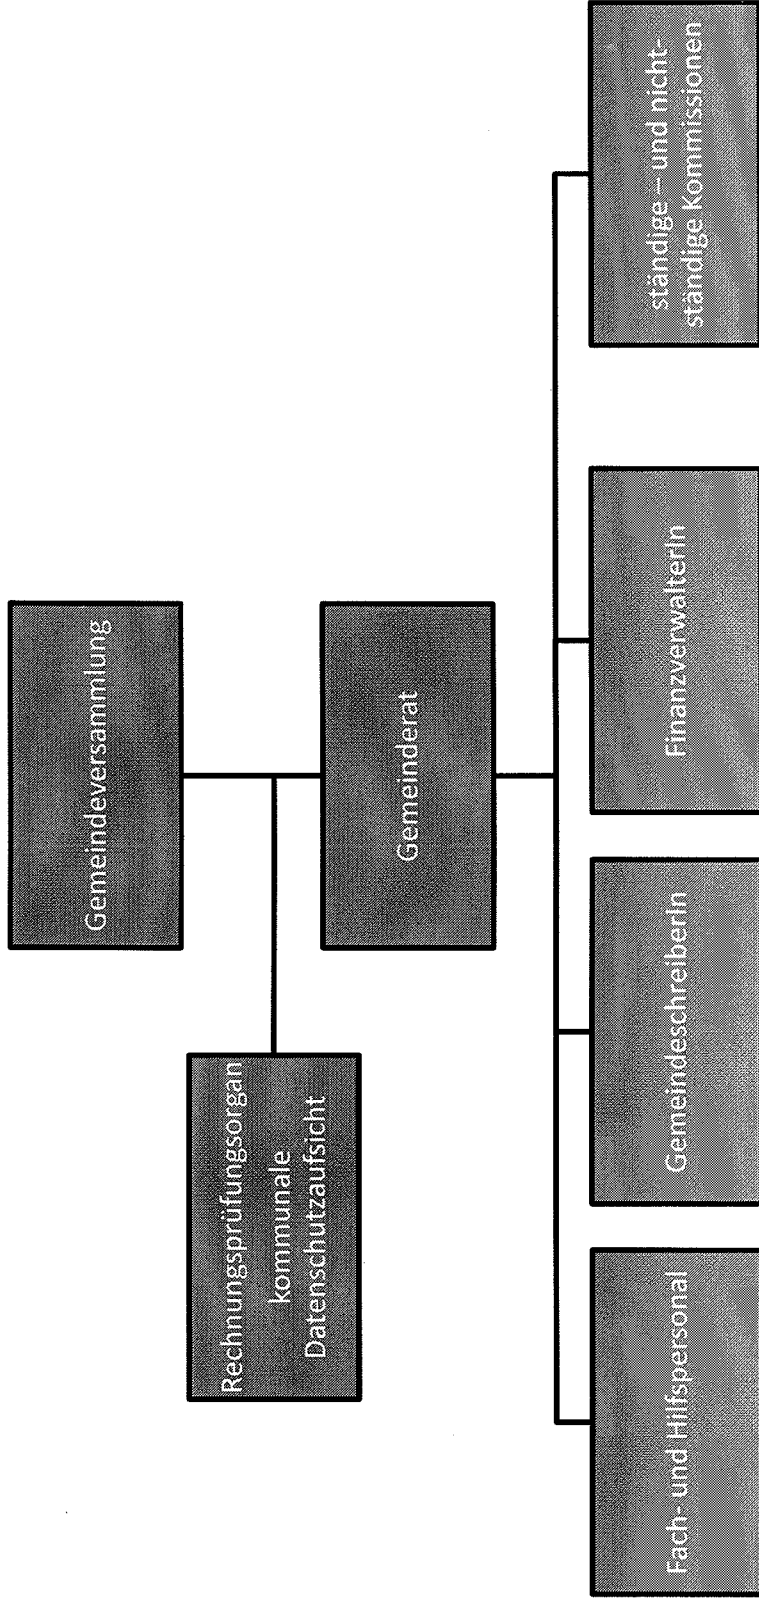 Gemeindeversammlung
Rechnungsprüfungsorgan
kommunale
Datenschutzaufsicht
Gemeinderat
Fach- und Hilfspersonal
GemeindeschreiberIn
FinanzverwalterIn
ständige – und nicht-
ständige Kommissionen